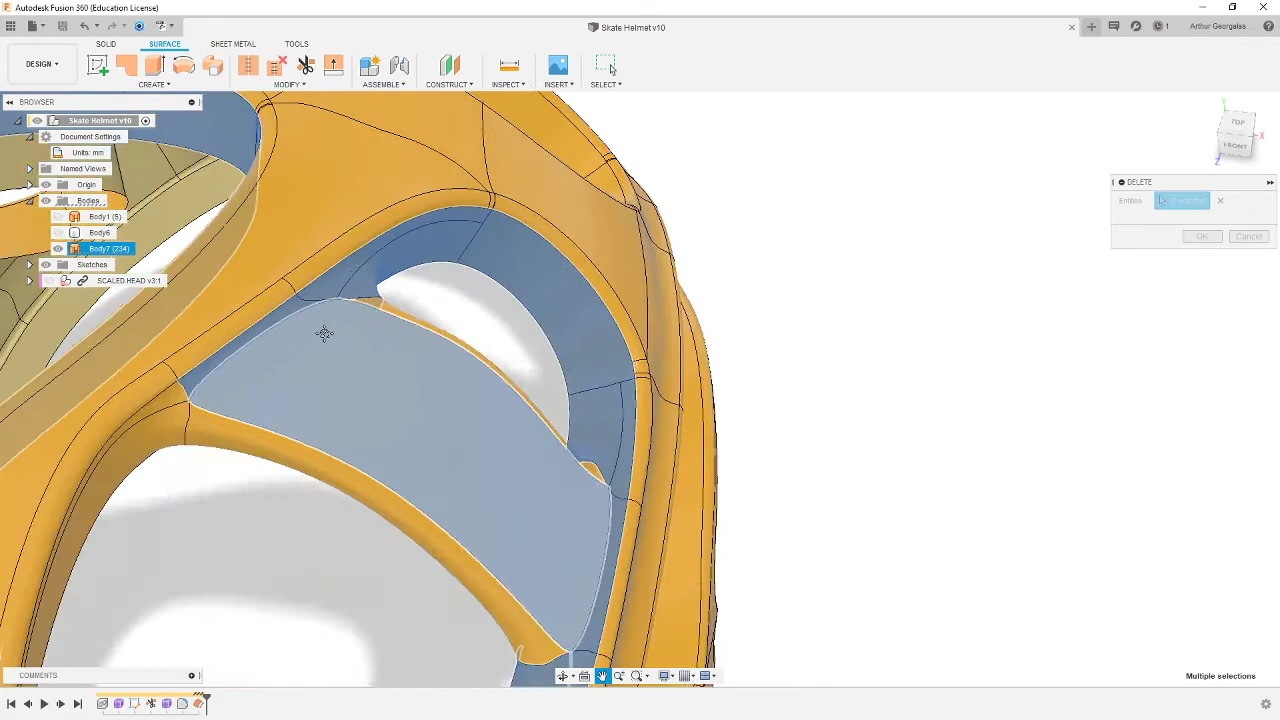 Autodesk Fusion 360 (Education License)
Skate Helmet v10
1
Arthur Georgalas
DESIGN
SOLID
SURFACE
SHEET METAL
TOOLS
CREATE
MODIFY
ASSEMBLE
CONSTRUCT
INSPECT
INSERT
SELECT
BROWSER
Skate Helmet v10
Document Settings
Units: mm
Named Views
Origin
Bodies
Body1 (5)
Body6
Body7 (234)
Sketches
SCALED HEAD v3:1
Y
TOP
X
FRONT
Z
DELETE
Entities
OK
Cancel
COMMENTS
Multiple selections